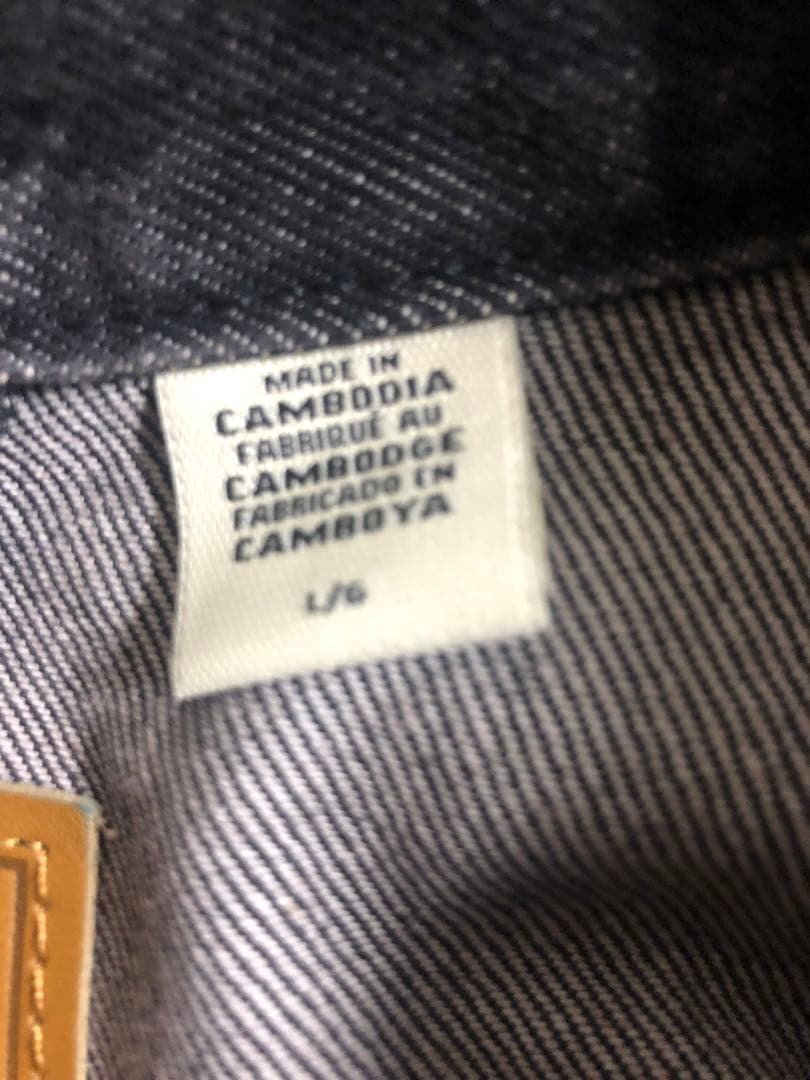 MADE IN
CAMBODIA
FABRIQUÉ AU
CAMBODGE
FABRICADO EN
CAMBOYA
L/G